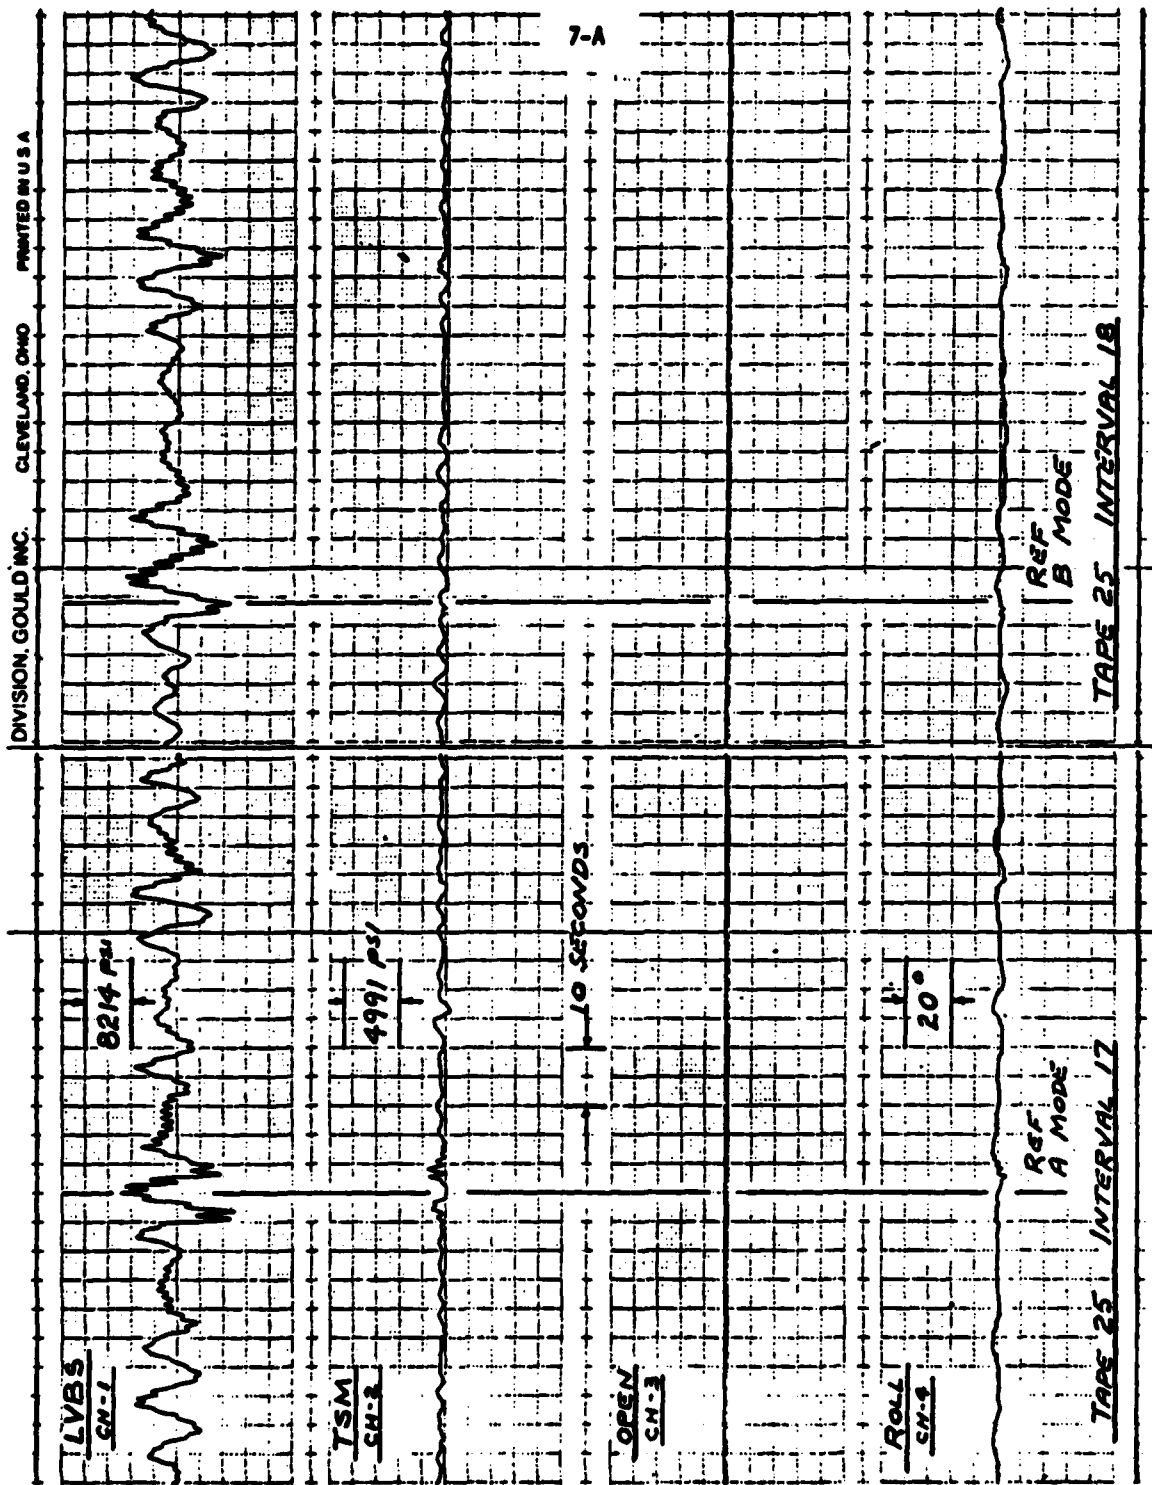 7-A
DIVISION, GOULD INC. CLEVELAND, OHIO PRINTED IN U S A
LVBS
CH-1
8214 PSI
TSM
CH-2
4991 PSI
10 SECONDS
OPEN
CH-3
ROLL
CH-4
20°
REF
A MODE
TAPE 25 INTERVAL 17
REF
B MODE
TAPE 25 INTERVAL 18